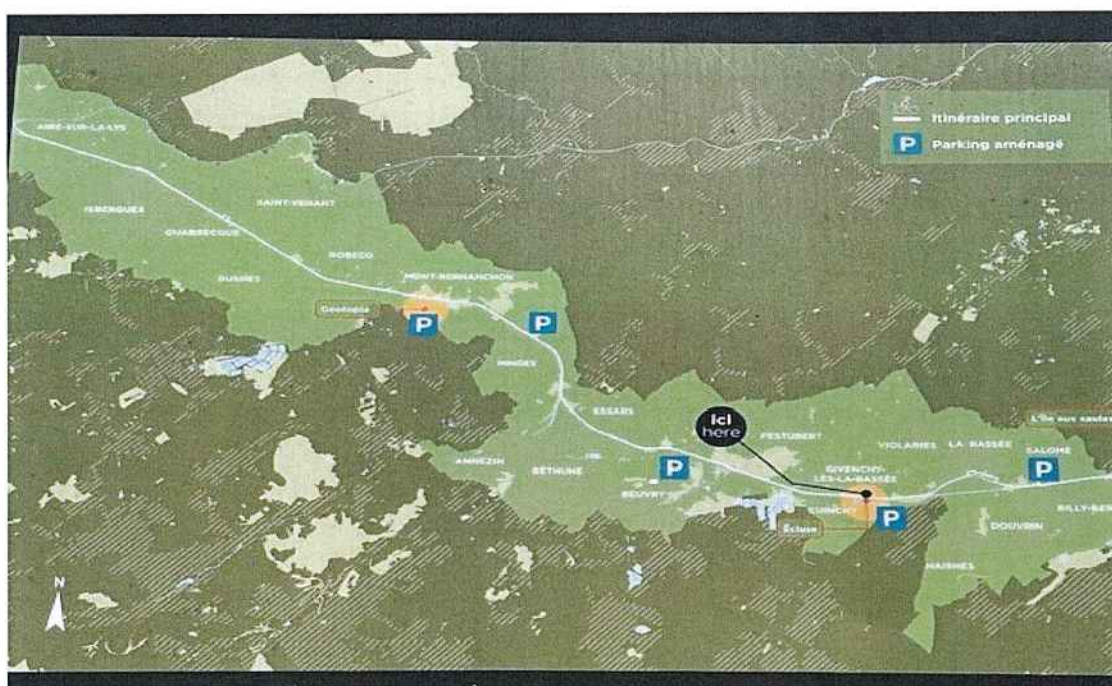 Itinéraire principal
P Parking aménagé
AIRE-SUR-LA-LYS
ISBERGUES
SAINT-VENANT
GUARBECQUE
ROBECQ
BUSNES
MONT-BERNANCHON
Geotopia
P
P
HINGES
ESSARS
ici
here
FESTUBERT
VIOLAINES
LA BASSÉE
L'île aux saules
SALOMÉ
P
ANNEZIN
BÉTHUNE
P
BEUVRY
GIVENCHY-
LÈS-LA-BASSÉE
CUINCHY
P
Écluse
BILLY-BER
DOUVRIN
HAISNES
N